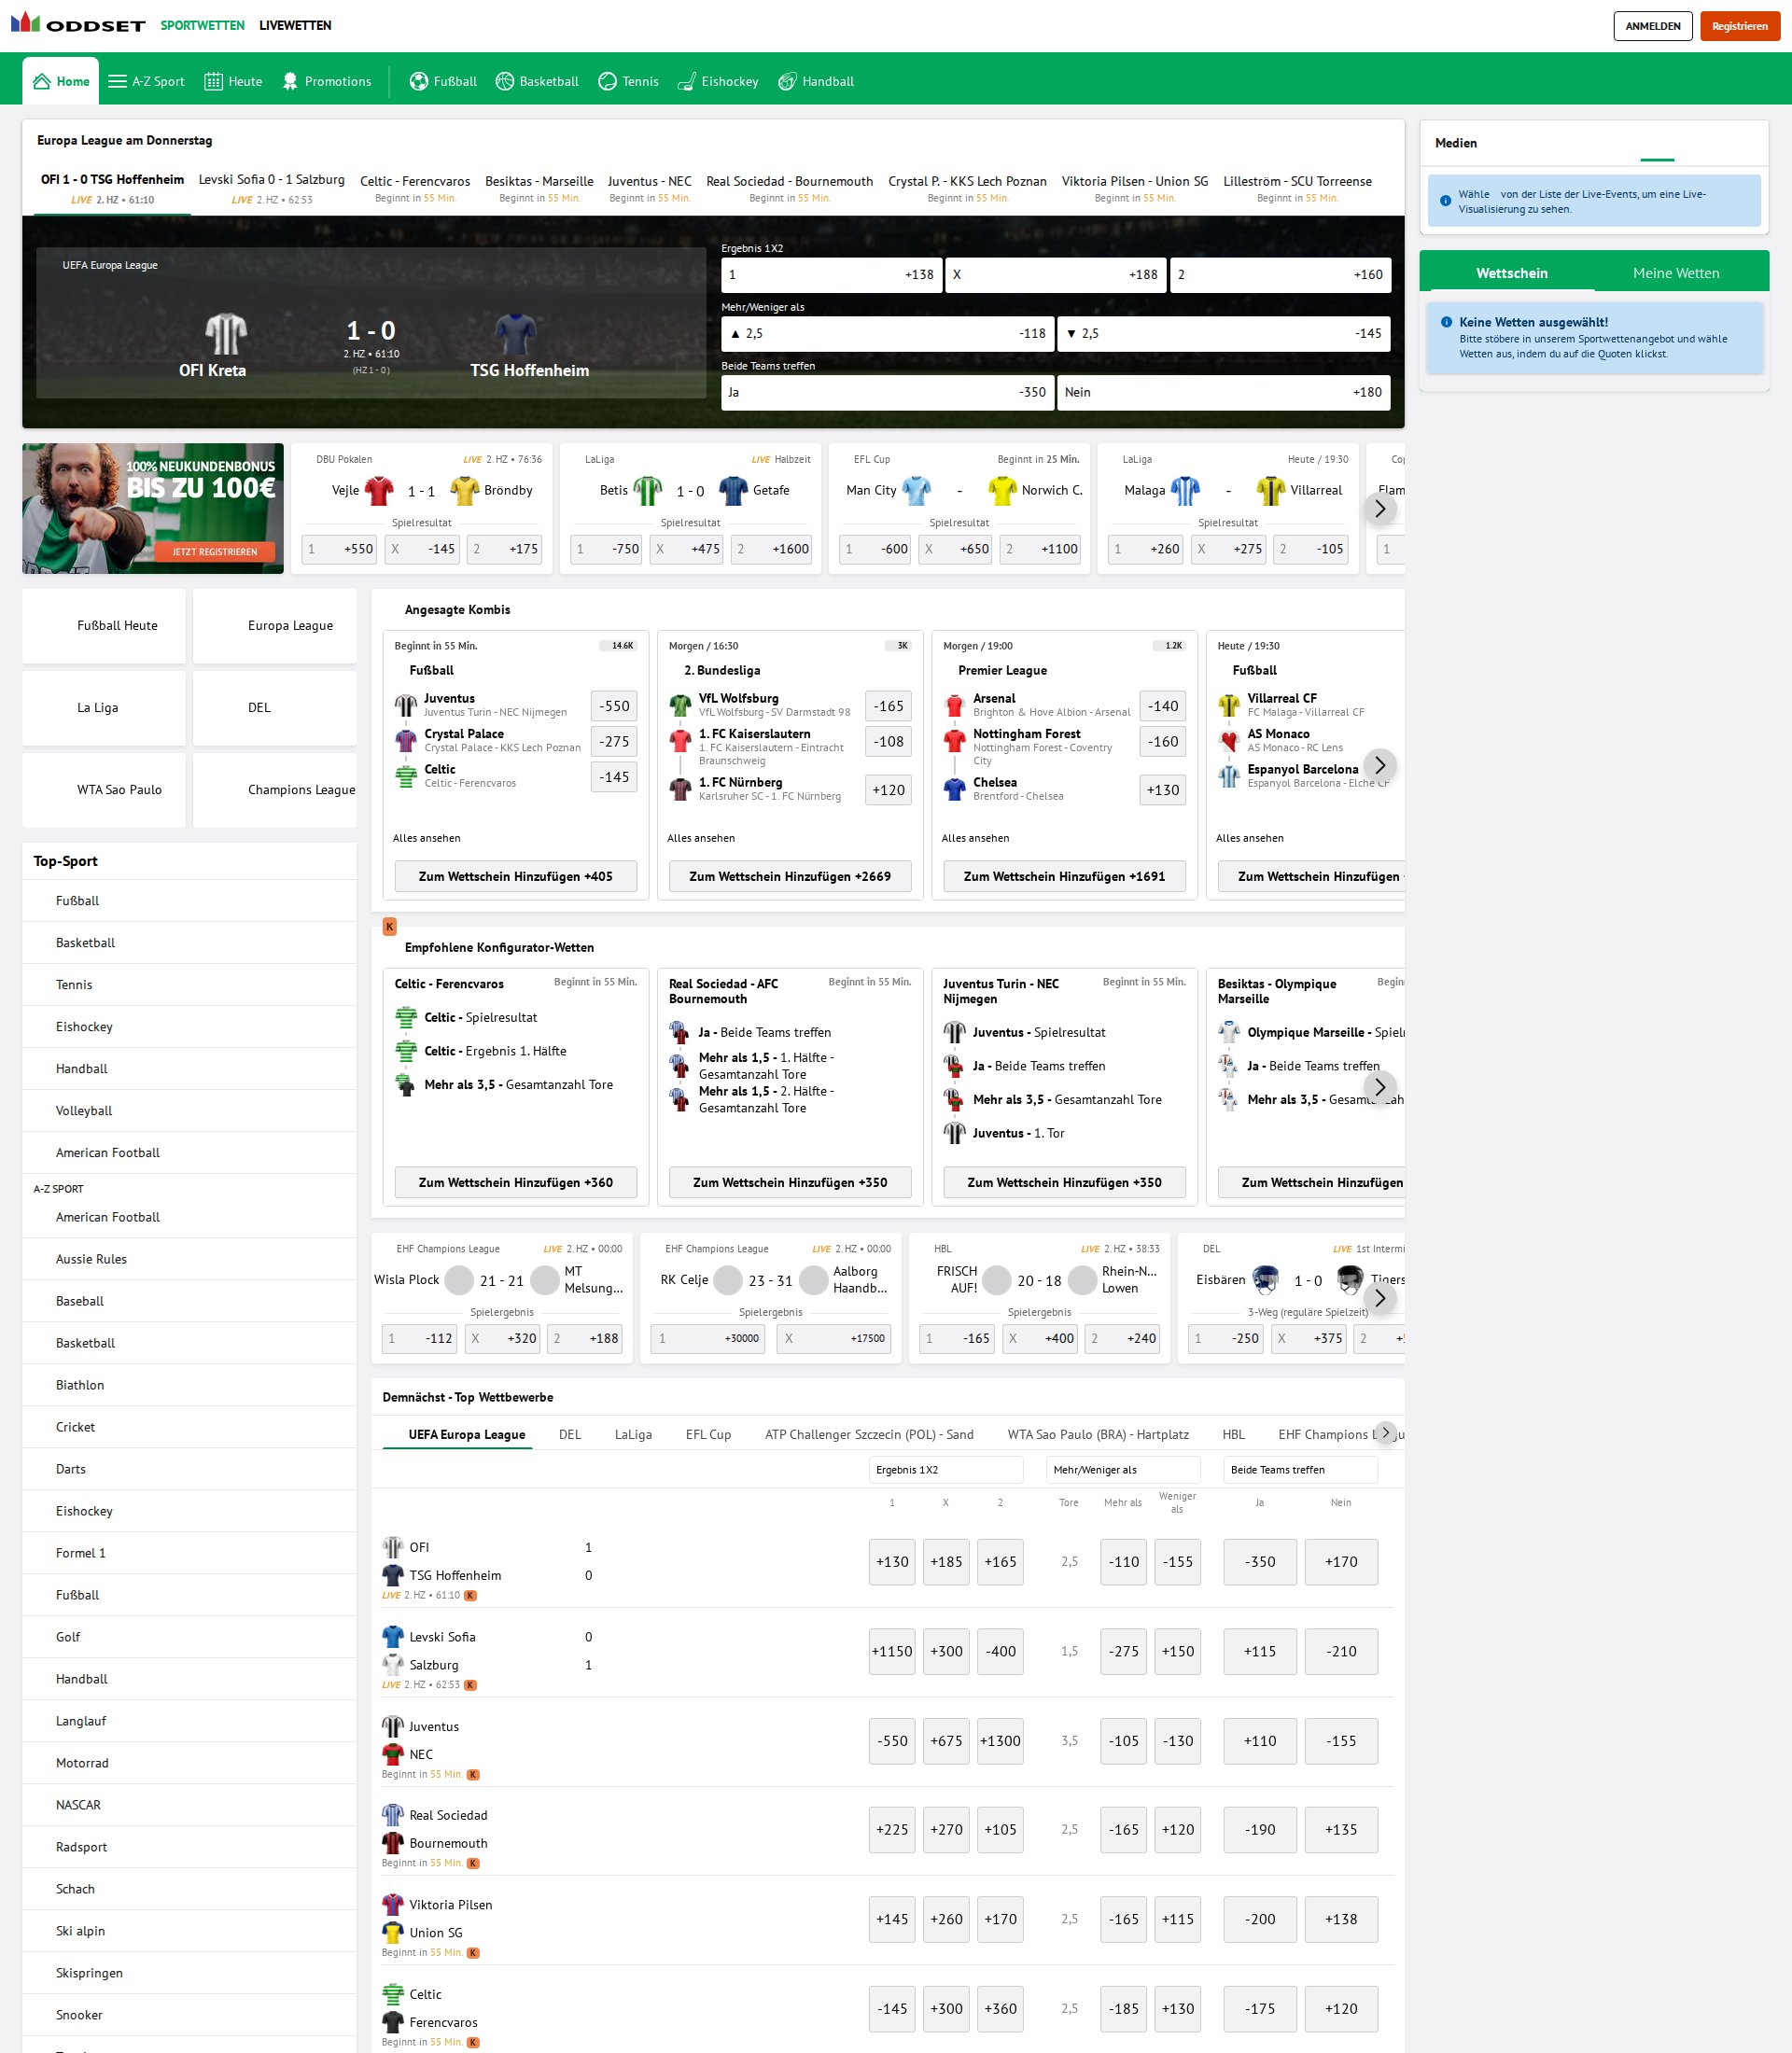 ODDSET SPORTWETTEN LIVEWETTEN ANMELDEN Registrieren
Home A-Z Sport Heute Promotions Fußball Basketball Tennis Eishockey Handball
Europa League am Donnerstag
OFI 1 - 0 TSG Hoffenheim
LIVE 2. HZ • 61:10
Levski Sofia 0 - 1 Salzburg
LIVE 2. HZ • 62:53
Celtic - Ferencvaros
Beginnt in 55 Min.
Besiktas - Marseille
Beginnt in 55 Min.
Juventus - NEC
Beginnt in 55 Min.
Real Sociedad - Bournemouth
Beginnt in 55 Min.
Crystal P. - KKS Lech Poznan
Beginnt in 55 Min.
Viktoria Pilsen - Union SG
Beginnt in 55 Min.
Lilleström - SCU Torreense
Beginnt in 55 Min.
UEFA Europa League
OFI Kreta
1 - 0
2. HZ • 61:10
(HZ 1 - 0)
TSG Hoffenheim
Ergebnis 1X2
1 +138 X +188 2 +160
Mehr/Weniger als
▲ 2,5 -118 ▼ 2,5 -145
Beide Teams treffen
Ja -350 Nein +180
Medien
Wähle von der Liste der Live-Events, um eine Live-
Visualisierung zu sehen.
Wettschein Meine Wetten
Keine Wetten ausgewählt!
Bitte stöbere in unserem Sportwettenangebot und wähle
Wetten aus, indem du auf die Quoten klickst.
100% NEUKUNDENBONUS
BIS ZU 100€
JETZT REGISTRIEREN
DBU Pokalen LIVE 2. HZ • 76:36
Vejle 1 - 1 Bröndby
Spielresultat
1 +550 X -145 2 +175
LaLiga LIVE Halbzeit
Betis 1 - 0 Getafe
Spielresultat
1 -750 X +475 2 +1600
EFL Cup Beginnt in 25 Min.
Man City - Norwich C.
Spielresultat
1 -600 X +650 2 +1100
LaLiga Heute / 19:30
Malaga - Villarreal
Spielresultat
1 +260 X +275 2 -105
1
Fußball Heute Europa League
La Liga DEL
WTA Sao Paulo Champions League
Top-Sport
Fußball
Basketball
Tennis
Eishockey
Handball
Volleyball
American Football
A-Z SPORT
American Football
Aussie Rules
Baseball
Basketball
Biathlon
Cricket
Darts
Eishockey
Formel 1
Fußball
Golf
Handball
Langlauf
Motorrad
NASCAR
Radsport
Schach
Ski alpin
Skispringen
Snooker
Angesagte Kombis
Beginnt in 55 Min. 14.6K
Fußball
Juventus -550
Juventus Turin - NEC Nijmegen
Crystal Palace -275
Crystal Palace - KKS Lech Poznan
Celtic -145
Celtic - Ferencvaros
Alles ansehen
Zum Wettschein Hinzufügen +405
Morgen / 16:30 3K
2. Bundesliga
VfL Wolfsburg -165
VfL Wolfsburg - SV Darmstadt 98
1. FC Kaiserslautern -108
1. FC Kaiserslautern - Eintracht
Braunschweig
1. FC Nürnberg +120
Karlsruher SC - 1. FC Nürnberg
Alles ansehen
Zum Wettschein Hinzufügen +2669
Morgen / 19:00 1.2K
Premier League
Arsenal -140
Brighton & Hove Albion - Arsenal
Nottingham Forest -160
Nottingham Forest - Coventry
City
Chelsea +130
Brentford - Chelsea
Alles ansehen
Zum Wettschein Hinzufügen +1691
Heute / 19:30
Fußball
Villarreal CF
FC Malaga - Villarreal CF
AS Monaco
AS Monaco - RC Lens
Espanyol Barcelona
Espanyol Barcelona - Elche CF
Alles ansehen
Zum Wettschein Hinzufügen
K
Empfohlene Konfigurator-Wetten
Celtic - Ferencvaros Beginnt in 55 Min.
Celtic - Spielresultat
Celtic - Ergebnis 1. Hälfte
Mehr als 3,5 - Gesamtanzahl Tore
Zum Wettschein Hinzufügen +360
Real Sociedad - AFC Beginnt in 55 Min.
Bournemouth
Ja - Beide Teams treffen
Mehr als 1,5 - 1. Hälfte -
Gesamtanzahl Tore
Mehr als 1,5 - 2. Hälfte -
Gesamtanzahl Tore
Zum Wettschein Hinzufügen +350
Juventus Turin - NEC Beginnt in 55 Min.
Nijmegen
Juventus - Spielresultat
Ja - Beide Teams treffen
Mehr als 3,5 - Gesamtanzahl Tore
Juventus - 1. Tor
Zum Wettschein Hinzufügen +350
Besiktas - Olympique
Marseille
Olympique Marseille -
Ja - Beide Teams treffen
Mehr als 3,5 -
Zum Wettschein Hinzufügen
EHF Champions League LIVE 2. HZ • 00:00
Wisla Plock 21 - 21 MT
Melsung...
Spielergebnis
1 -112 X +320 2 +188
EHF Champions League LIVE 2. HZ • 00:00
RK Celje 23 - 31 Aalborg
Haandb...
Spielergebnis
1 +30000 X +17500
HBL LIVE 2. HZ • 38:33
FRISCH 20 - 18 Rhein-N...
AUF! Lowen
Spielergebnis
1 -165 X +400 2 +240
DEL LIVE 1st
Eisbären 1 - 0 Tigers
3-Weg (reguläre Spielzeit)
1 -250 X +375 2
Demnächst - Top Wettbewerbe
UEFA Europa League DEL LaLiga EFL Cup ATP Challenger Szczecin (POL) - Sand WTA Sao Paulo (BRA) - Hartplatz HBL EHF Champions
Ergebnis 1X2 Mehr/Weniger als Beide Teams treffen
1 X 2 Tore Mehr als Weniger als Ja Nein
OFI 1
TSG Hoffenheim 0
LIVE 2. HZ • 61:10 K
+130 +185 +165 2,5 -110 -155 -350 +170
Levski Sofia 0
Salzburg 1
LIVE 2. HZ • 62:53 K
+1150 +300 -400 1,5 -275 +150 +115 -210
Juventus
NEC
Beginnt in 55 Min. K
-550 +675 +1300 3,5 -105 -130 +110 -155
Real Sociedad
Bournemouth
Beginnt in 55 Min. K
+225 +270 +105 2,5 -165 +120 -190 +135
Viktoria Pilsen
Union SG
Beginnt in 55 Min. K
+145 +260 +170 2,5 -165 +115 -200 +138
Celtic
Ferencvaros
Beginnt in 55 Min. K
-145 +300 +360 2,5 -185 +130 -175 +120